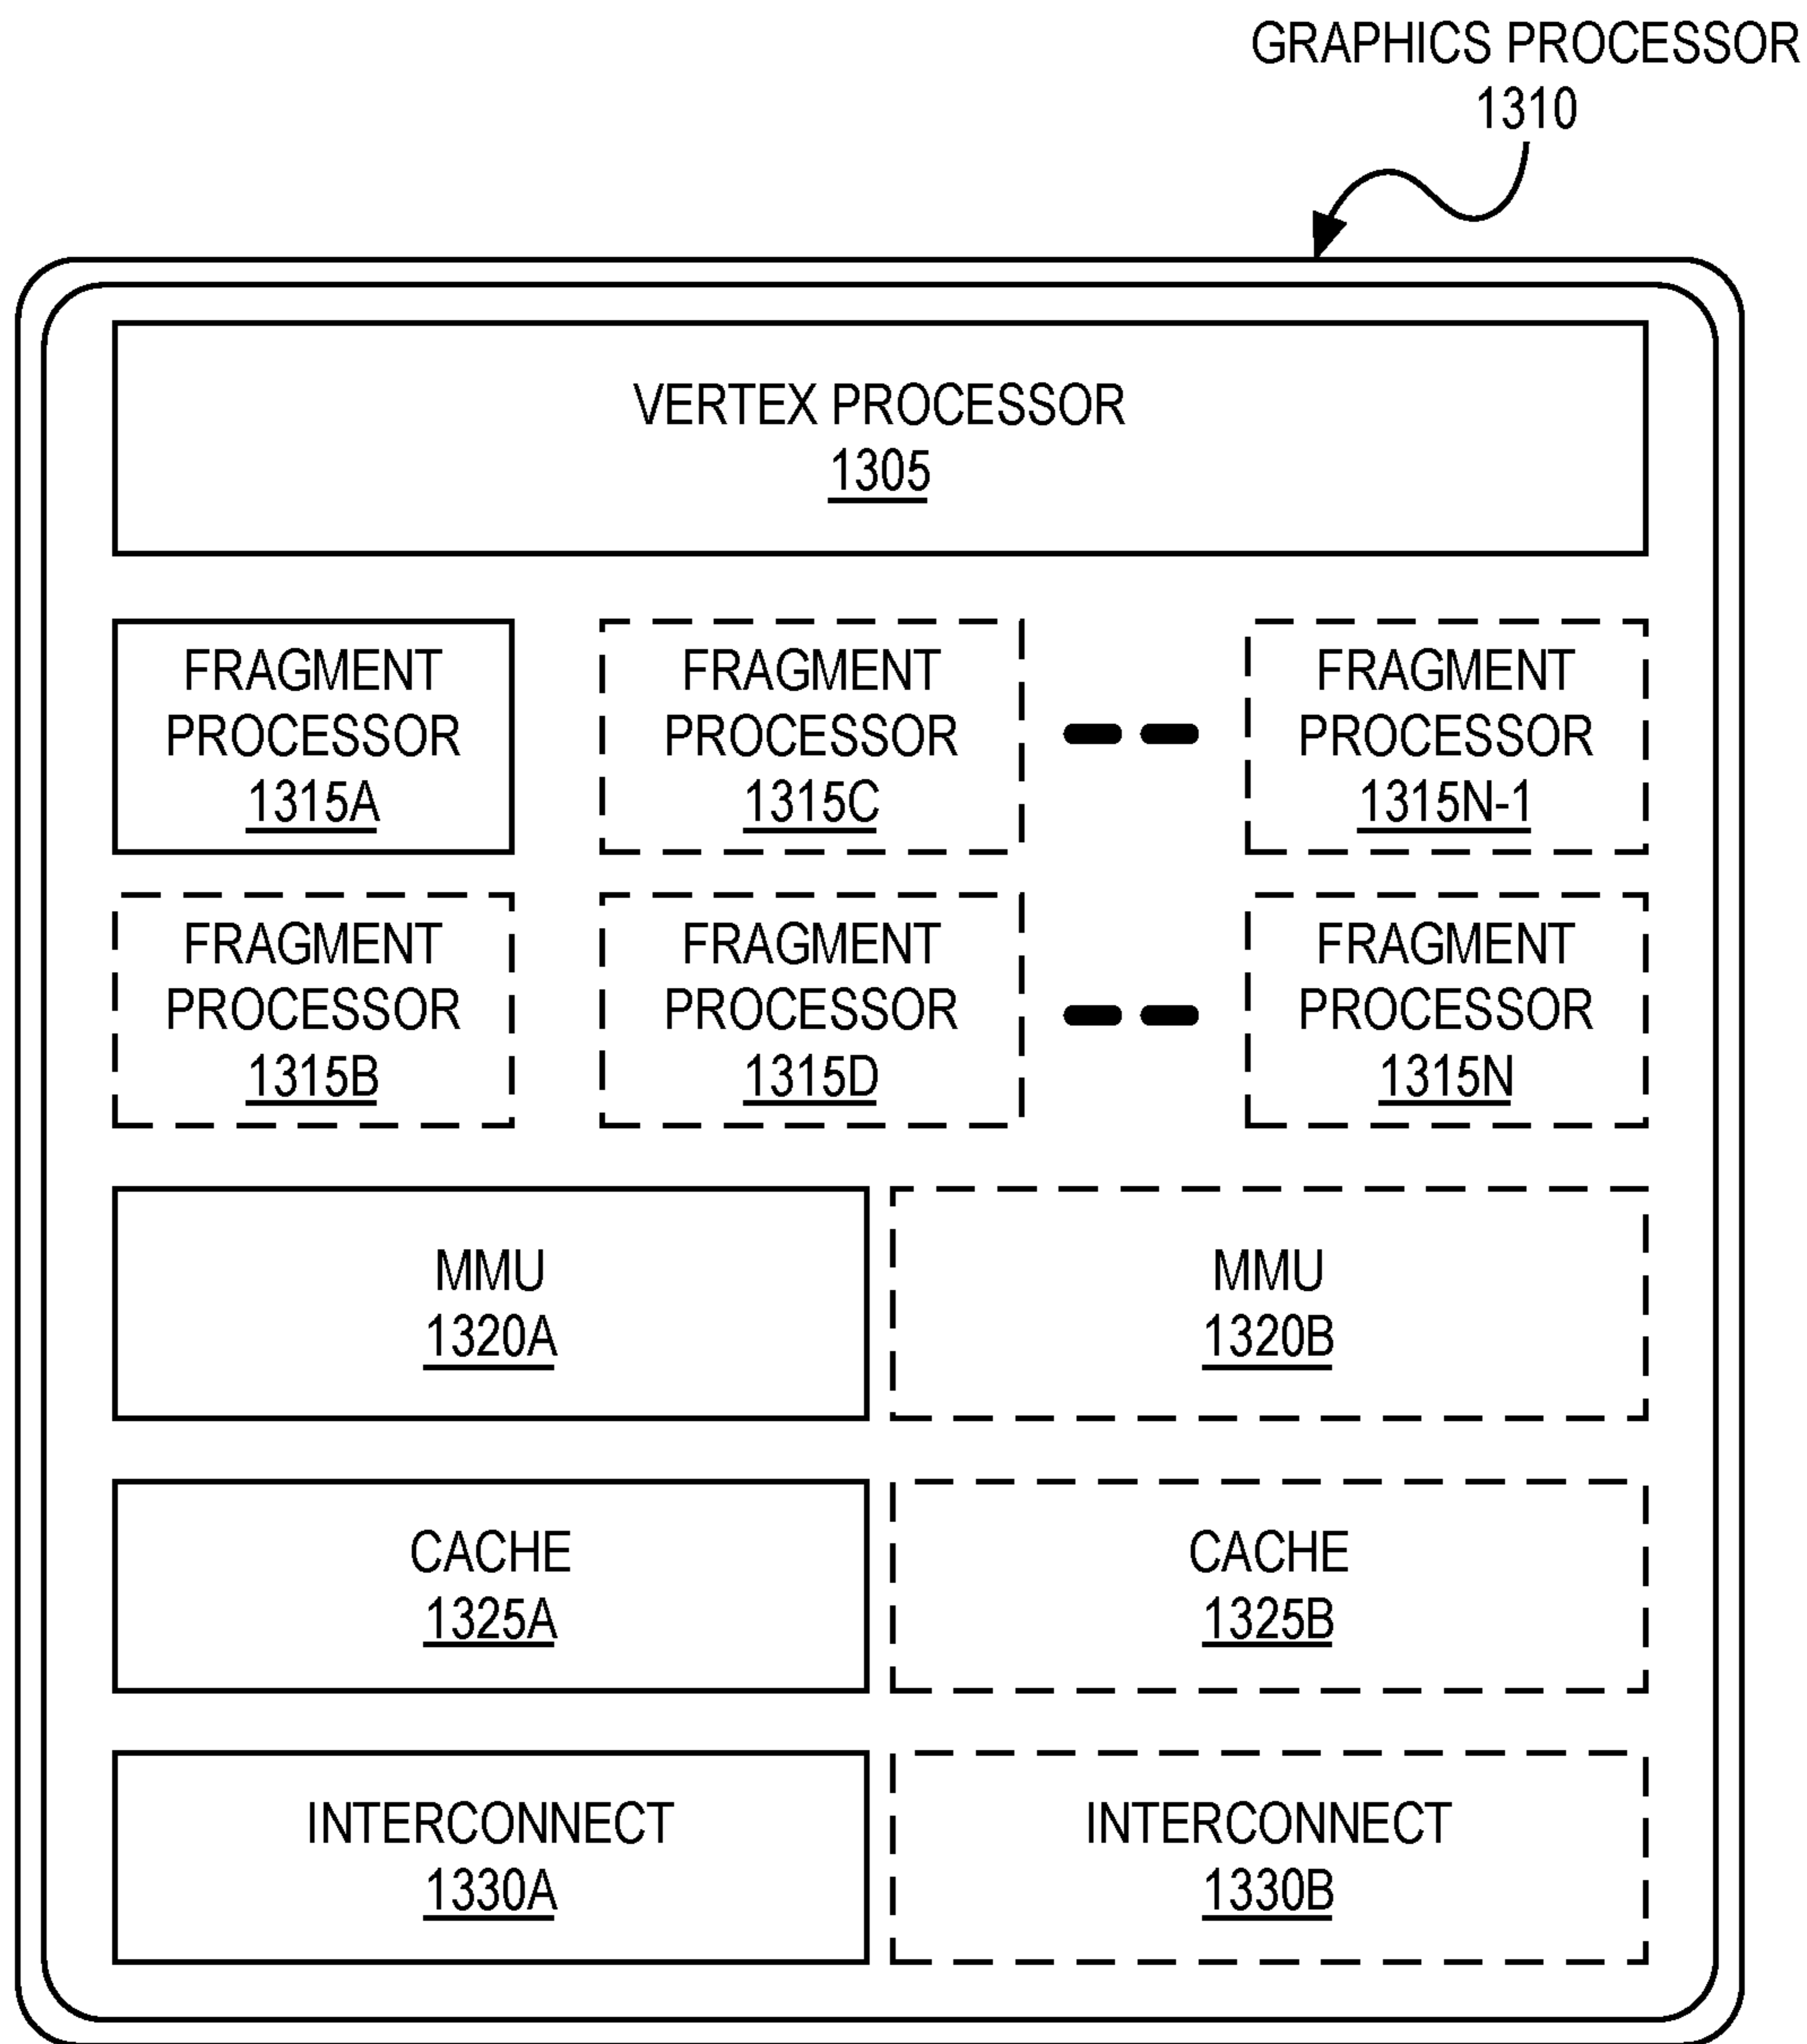 GRAPHICS PROCESSOR
1310
VERTEX PROCESSOR
1305
FRAGMENT
PROCESSOR
1315A
FRAGMENT
PROCESSOR
1315C
FRAGMENT
PROCESSOR
1315N-1
FRAGMENT
PROCESSOR
1315B
FRAGMENT
PROCESSOR
1315D
FRAGMENT
PROCESSOR
1315N
MMU
1320A
MMU
1320B
CACHE
1325A
CACHE
1325B
INTERCONNECT
1330A
INTERCONNECT
1330B